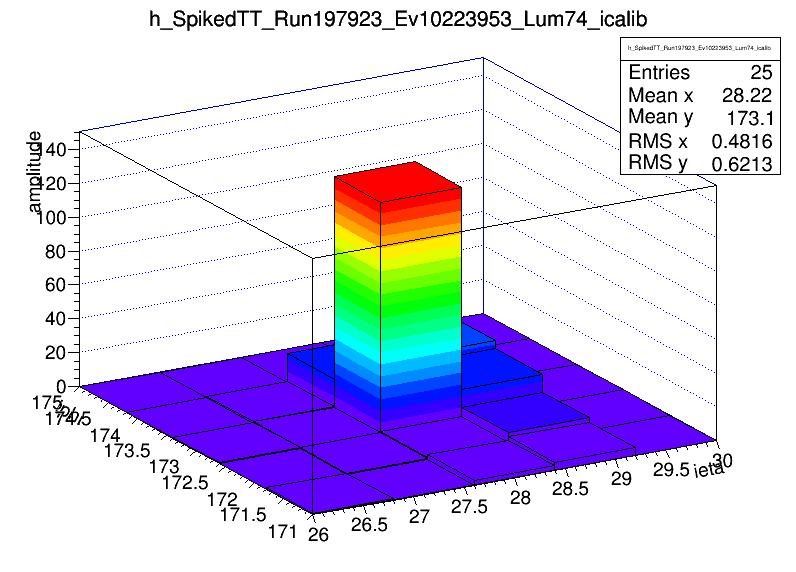 h_SpikedTT_Run197923_Ev10223953_Lum74_icalib
h_SpikedTT_Run197923_Ev10223953_Lum74_icalib
Entries 25
Mean x 28.22
Mean y 173.1
RMS x 0.4816
RMS y 0.6213
amplitude
140
120
100
80
60
40
20
0
175
174.5
174
173.5
173
172.5
172
171.5
171
26
26.5
27
27.5
28
28.5
29
29.5
30
ieta